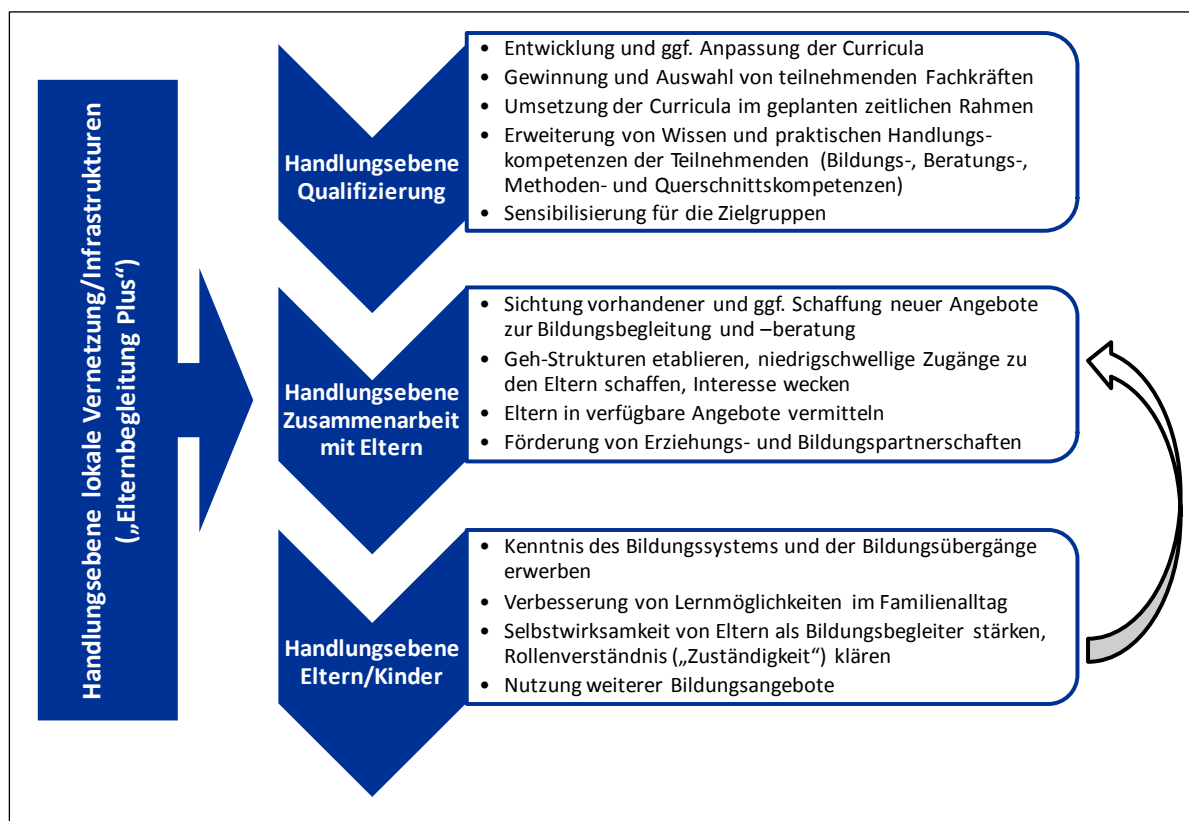 Handlungsebene lokale Vernetzung/Infrastrukturen
(„Elternbegleitung Plus“)
Handlungsebene
Qualifizierung
• Entwicklung und ggf. Anpassung der Curricula
• Gewinnung und Auswahl von teilnehmenden Fachkräften
• Umsetzung der Curricula im geplanten zeitlichen Rahmen
• Erweiterung von Wissen und praktischen Handlungs-
kompetenzen der Teilnehmenden (Bildungs-, Beratungs-,
Methoden- und Querschnittskompetenzen)
• Sensibilisierung für die Zielgruppen
Handlungsebene
Zusammenarbeit
mit Eltern
• Sichtung vorhandener und ggf. Schaffung neuer Angebote
zur Bildungsbegleitung und –beratung
• Geh-Strukturen etablieren, niedrigschwellige Zugänge zu
den Eltern schaffen, Interesse wecken
• Eltern in verfügbare Angebote vermitteln
• Förderung von Erziehungs- und Bildungspartnerschaften
Handlungsebene
Eltern/Kinder
• Kenntnis des Bildungssystems und der Bildungsübergänge
erwerben
• Verbesserung von Lernmöglichkeiten im Familienalltag
• Selbstwirksamkeit von Eltern als Bildungsbegleiter stärken,
Rollenverständnis („Zuständigkeit“) klären
• Nutzung weiterer Bildungsangebote